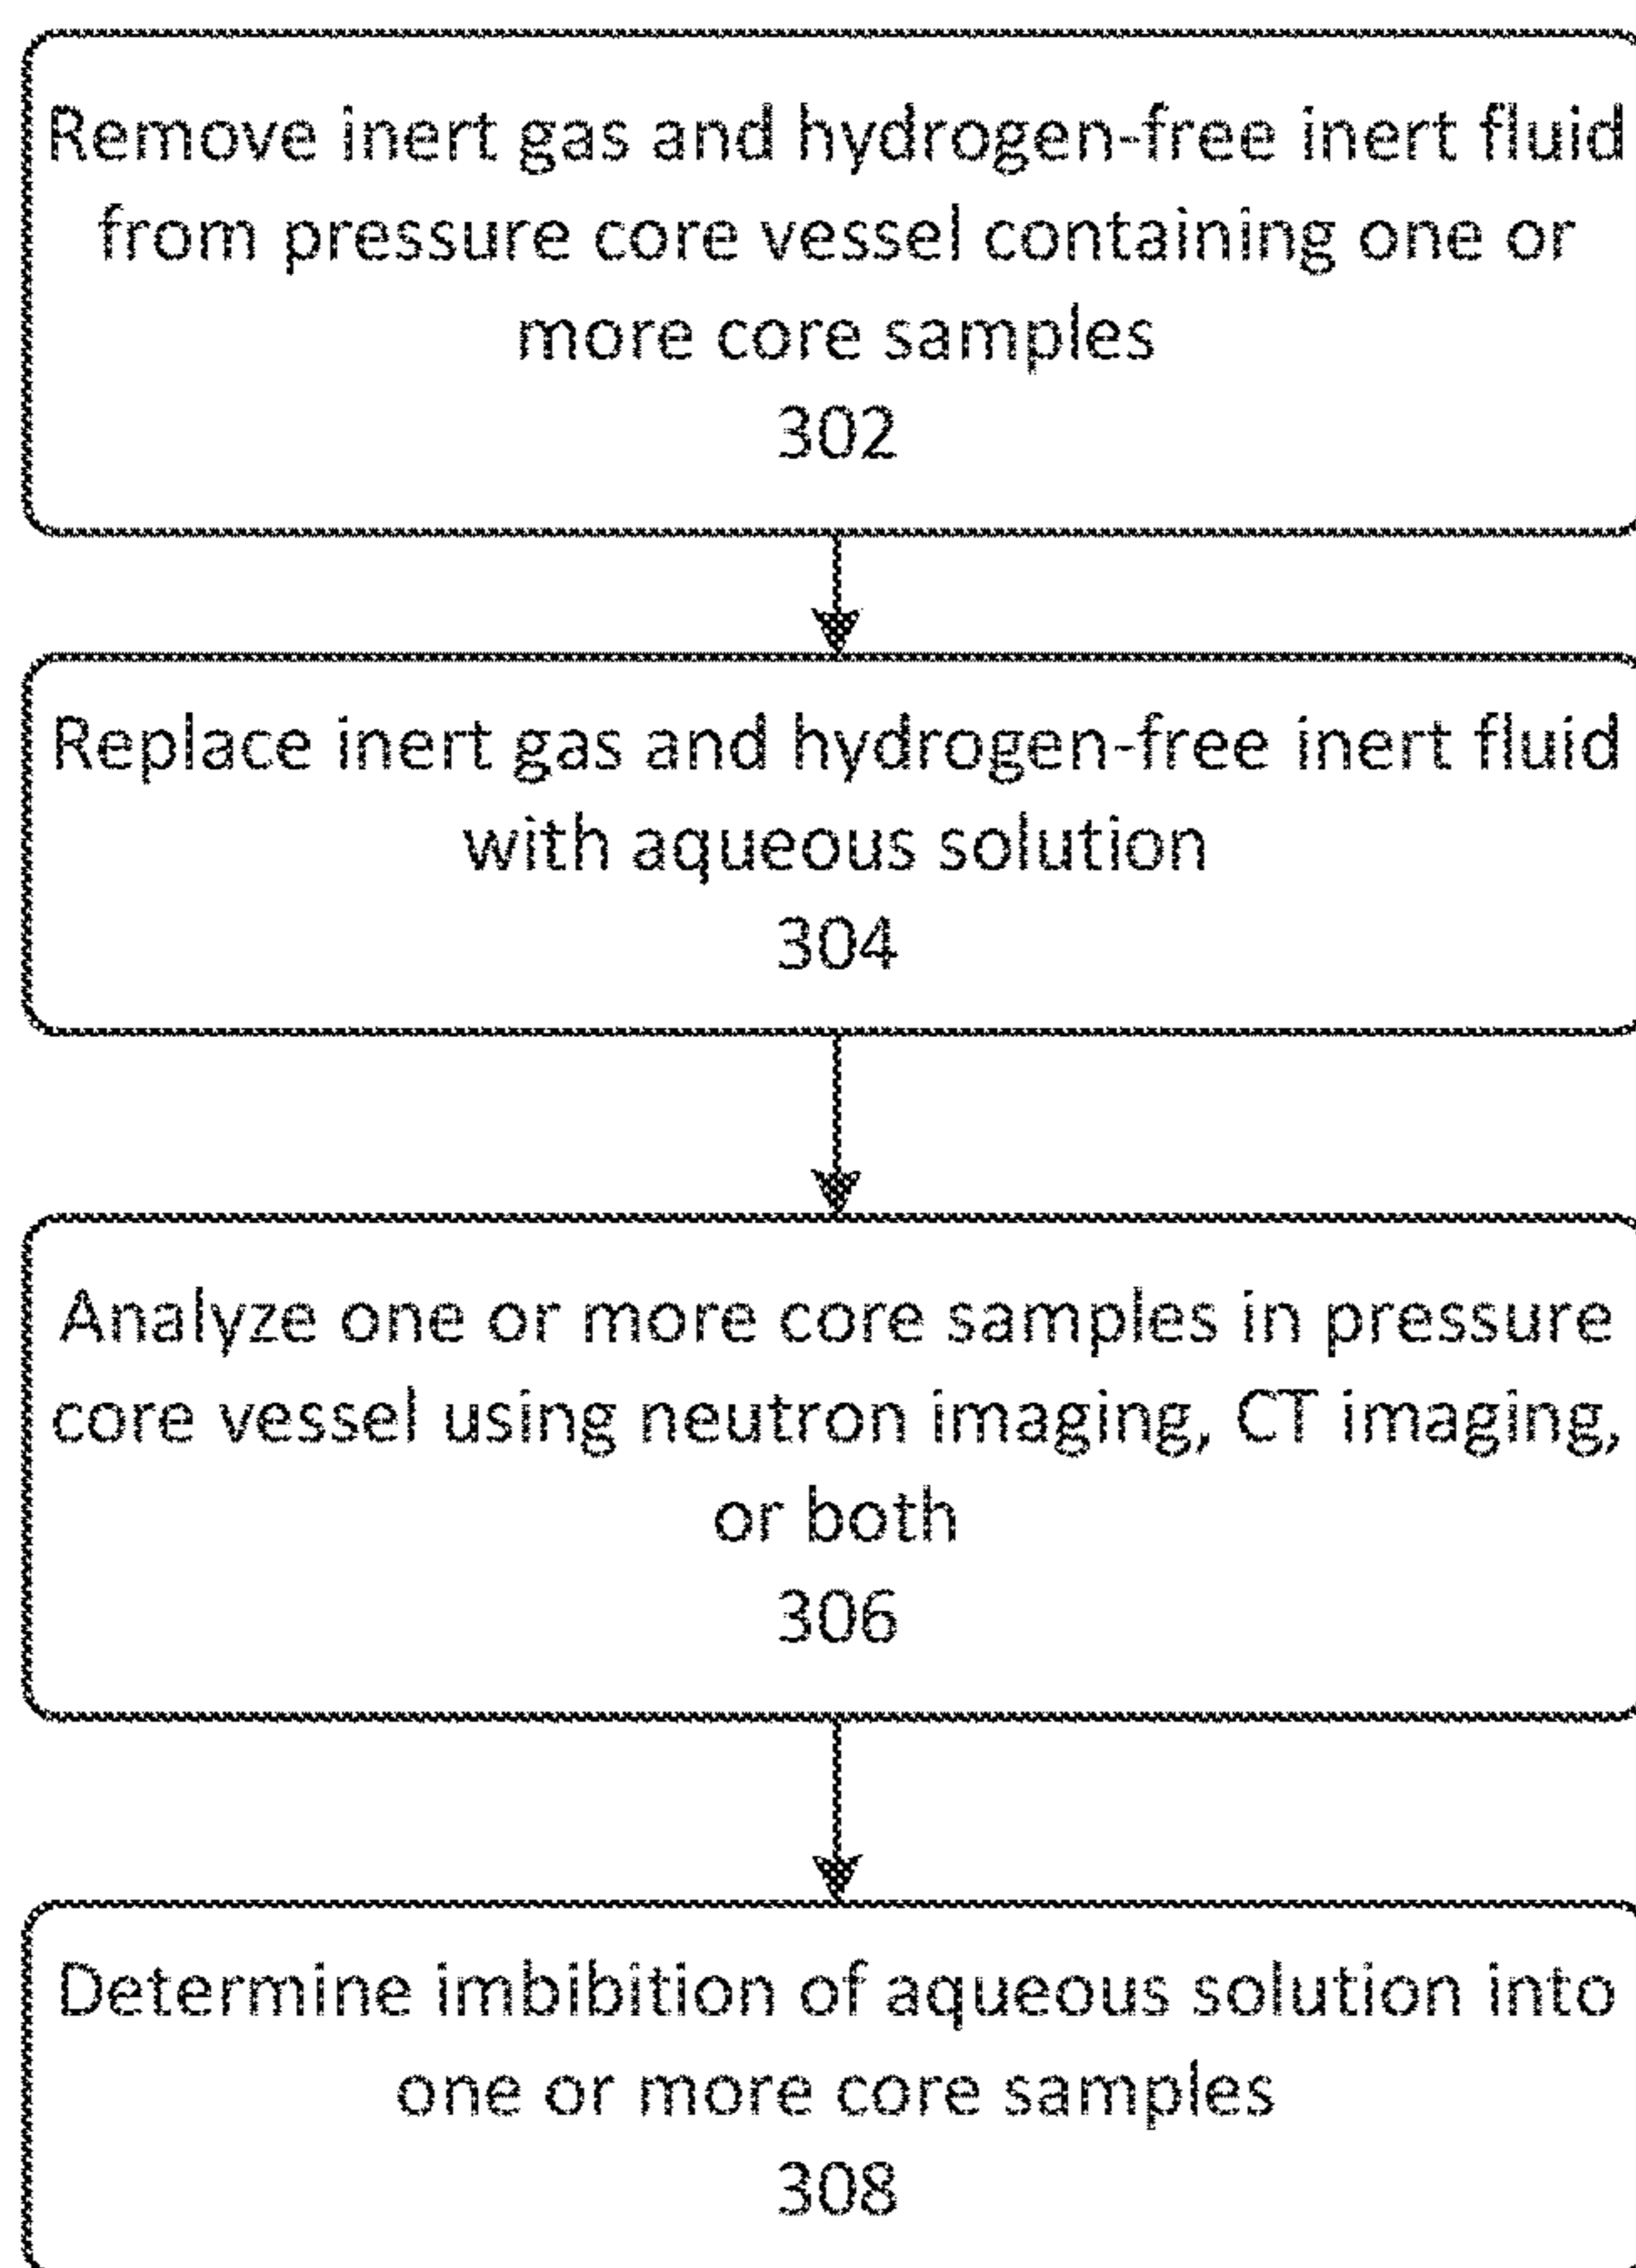 Remove inert gas and hydrogen-free inert fluid
from pressure core vessel containing one or
more core samples
302
Replace inert gas and hydrogen-free inert fluid
with aqueous solution
304
Analyze one or more core samples in pressure
core vessel using neutron imaging, CT imaging,
or both
306
Determine imbibition of aqueous solution into
one or more core samples
308